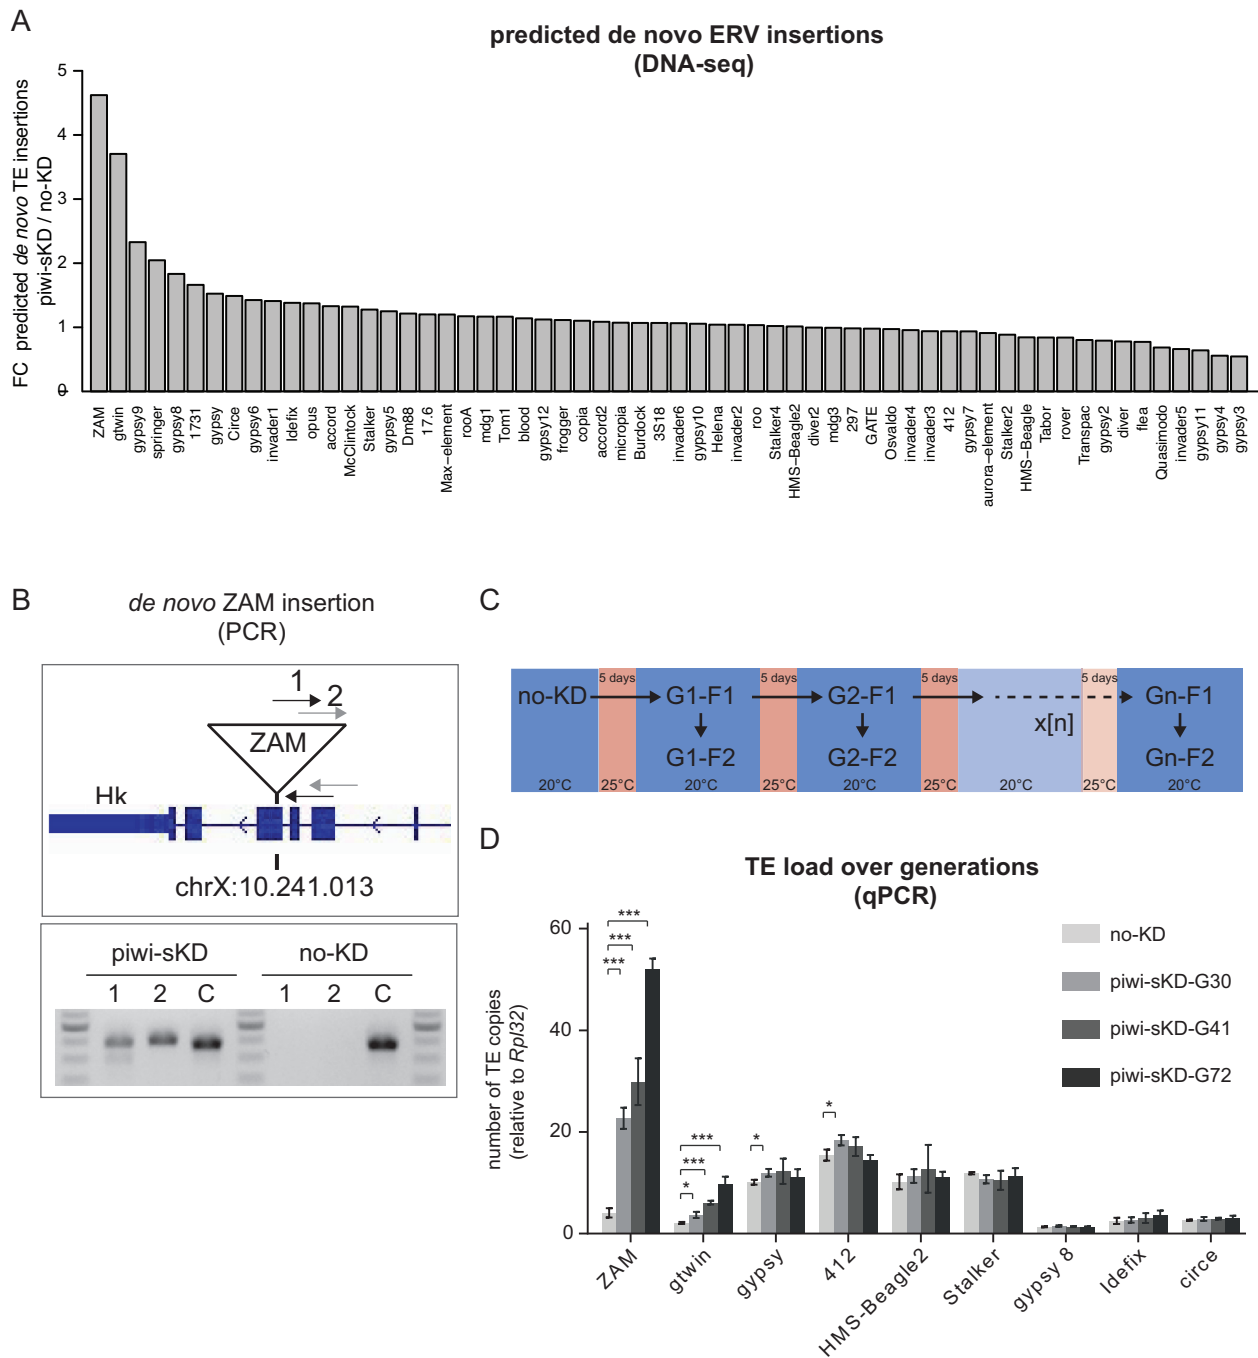 A
predicted de novo ERV insertions
(DNA-seq)
FC predicted de novo TE insertions
piwi-sKD / no-KD
5
4
3
2
1
0
ZAM
gtwin
gypsy9
springer
gypsy8
1731
gypsy
Circe
gypsy6
invader1
Idefix
opus
accord
McClintock
Stalker
gypsy5
Dm88
17.6
Max-element
rooA
mdg1
Tom1
blood
gypsy12
frogger
copia
accord2
micropia
Burdock
3S18
invader6
gypsy10
Helena
invader2
roo
Stalker4
HMS-Beagle2
diver2
mdg3
297
GATE
Osvaldo
invader4
invader3
412
gypsy7
aurora-element
Stalker2
HMS-Beagle
Tabor
rover
Transpac
gypsy2
diver
flea
Quasimodo
invader5
gypsy11
gypsy4
gypsy3
B
de novo ZAM insertion
(PCR)
1
2
ZAM
Hk
chrX:10.241.013
piwi-sKD no-KD
1 2 C 1 2 C
C
5 days 5 days 5 days 5 days
no-KD G1-F1 G2-F1 Gn-F1
x[n]
G1-F2 G2-F2 Gn-F2
20°C 25°C 20°C 25°C 20°C 25°C 20°C 25°C 20°C
D
TE load over generations
(qPCR)
number of TE copies
(relative to Rpl32)
60
40
20
0
***
***
***
***
***
*
*
*
no-KD
piwi-sKD-G30
piwi-sKD-G41
piwi-sKD-G72
ZAM
gtwin
gypsy
412
HMS-Beagle2
Stalker
gypsy 8
Idefix
circe